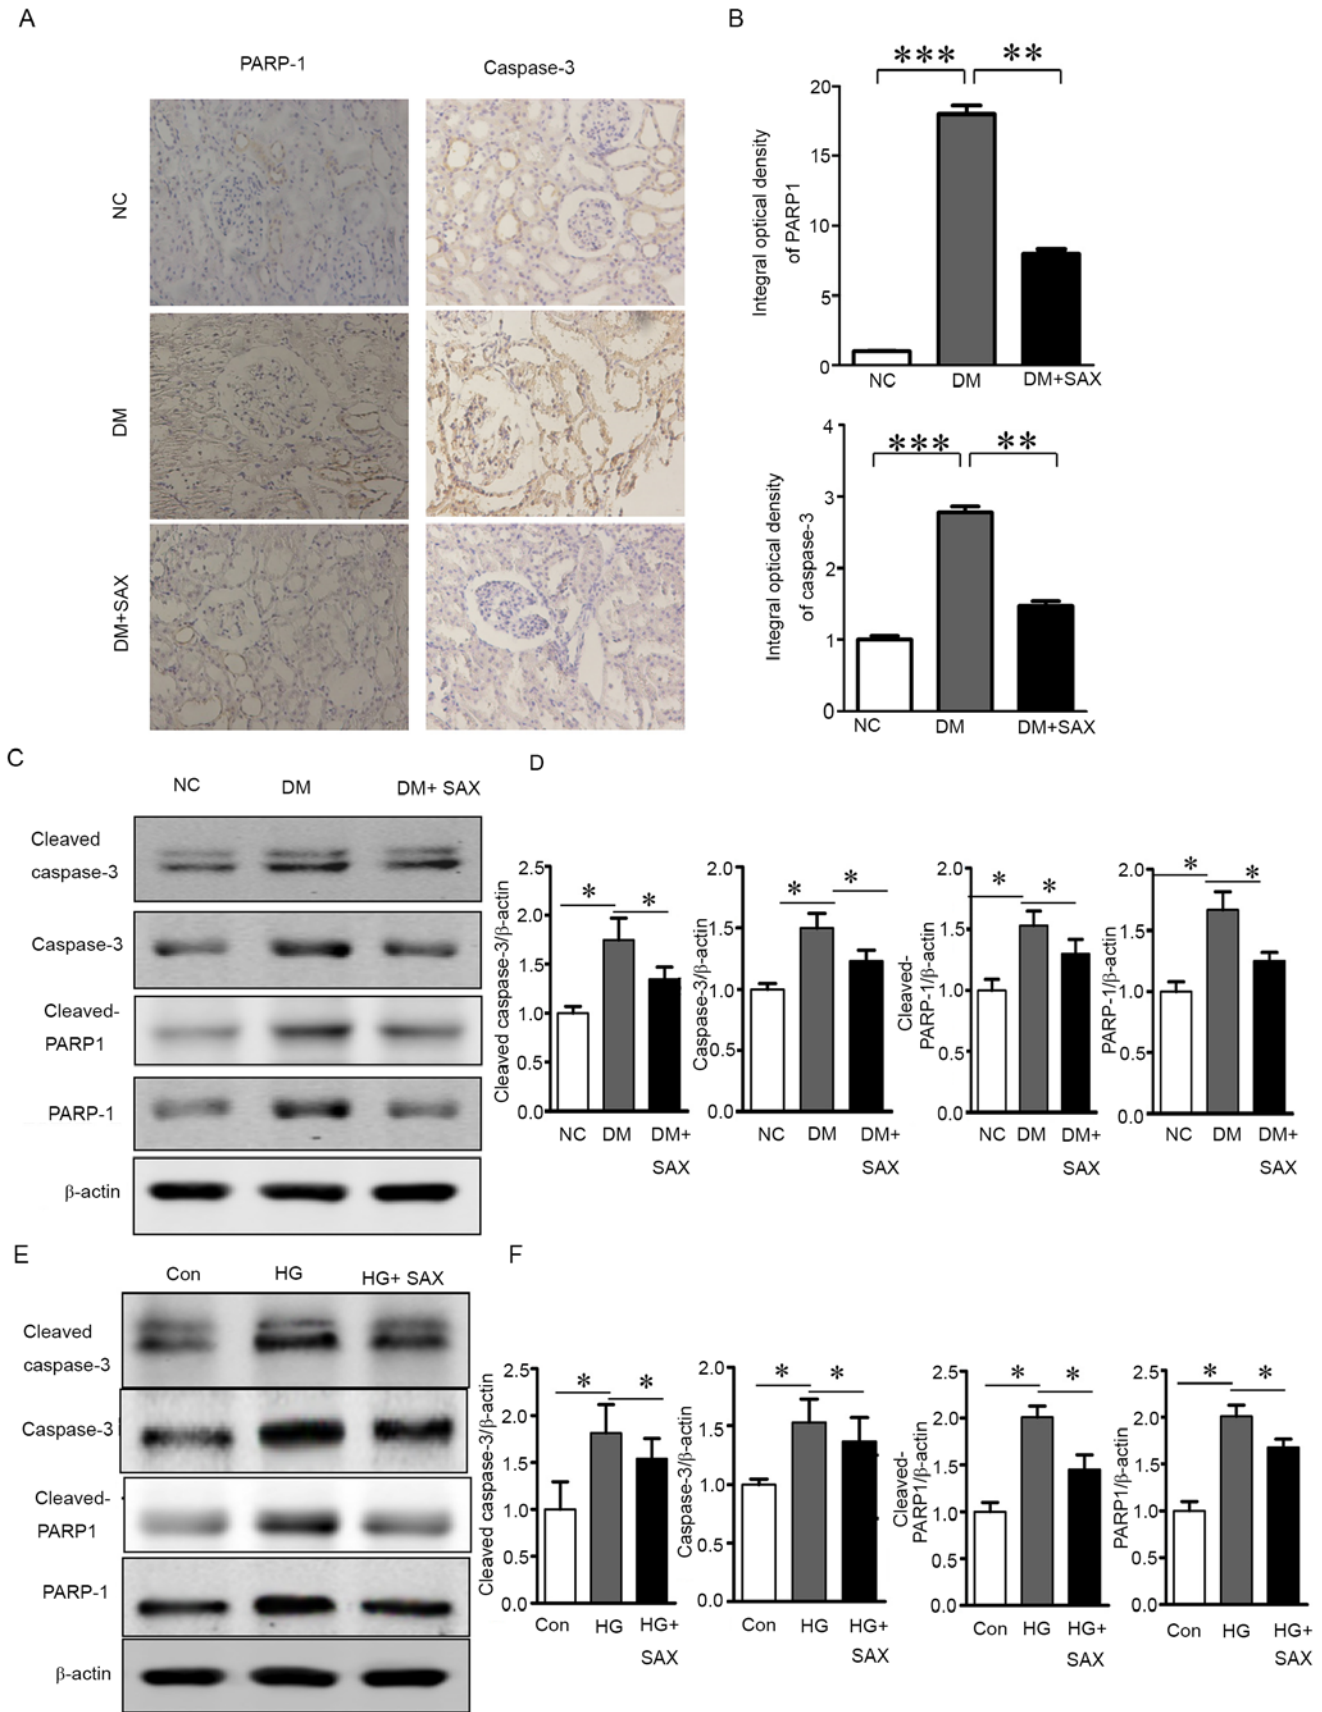 A
B
PARP-1
Caspase-3
NC
DM
DM+SAX
*** **
Integral optical density
of PARP1
20
15
10
5
0
NC DM DM+SAX
*** **
Integral optical density
of caspase-3
4
3
2
1
0
NC DM DM+SAX
C
NC DM DM+ SAX
Cleaved
caspase-3
Caspase-3
Cleaved-
PARP1
PARP-1
β-actin
D
Cleaved caspase-3/β-actin
2.5
2.0
1.5
1.0
0.5
0.0
* *
NC DM DM+
SAX
Caspase-3/β-actin
2.0
1.5
1.0
0.5
0.0
* *
NC DM DM+
SAX
Cleaved-
PARP-1/β-actin
2.0
1.5
1.0
0.5
0.0
* *
NC DM DM+
SAX
PARP-1/β-actin
2.0
1.5
1.0
0.5
0.0
* *
NC DM DM+
SAX
E
Con HG HG+ SAX
Cleaved
caspase-3
Caspase-3
Cleaved-
PARP1
PARP-1
β-actin
F
Cleaved caspase-3/β-actin
2.5
2.0
1.5
1.0
0.5
0.0
* *
Con HG HG+
SAX
Caspase-3/β-actin
2.0
1.5
1.0
0.5
0.0
* *
Con HG HG+
SAX
Cleaved-
PARP1/β-actin
2.5
2.0
1.5
1.0
0.5
0.0
* *
Con HG HG+
SAX
PARP1/β-actin
2.5
2.0
1.5
1.0
0.5
0.0
* *
Con HG HG+
SAX